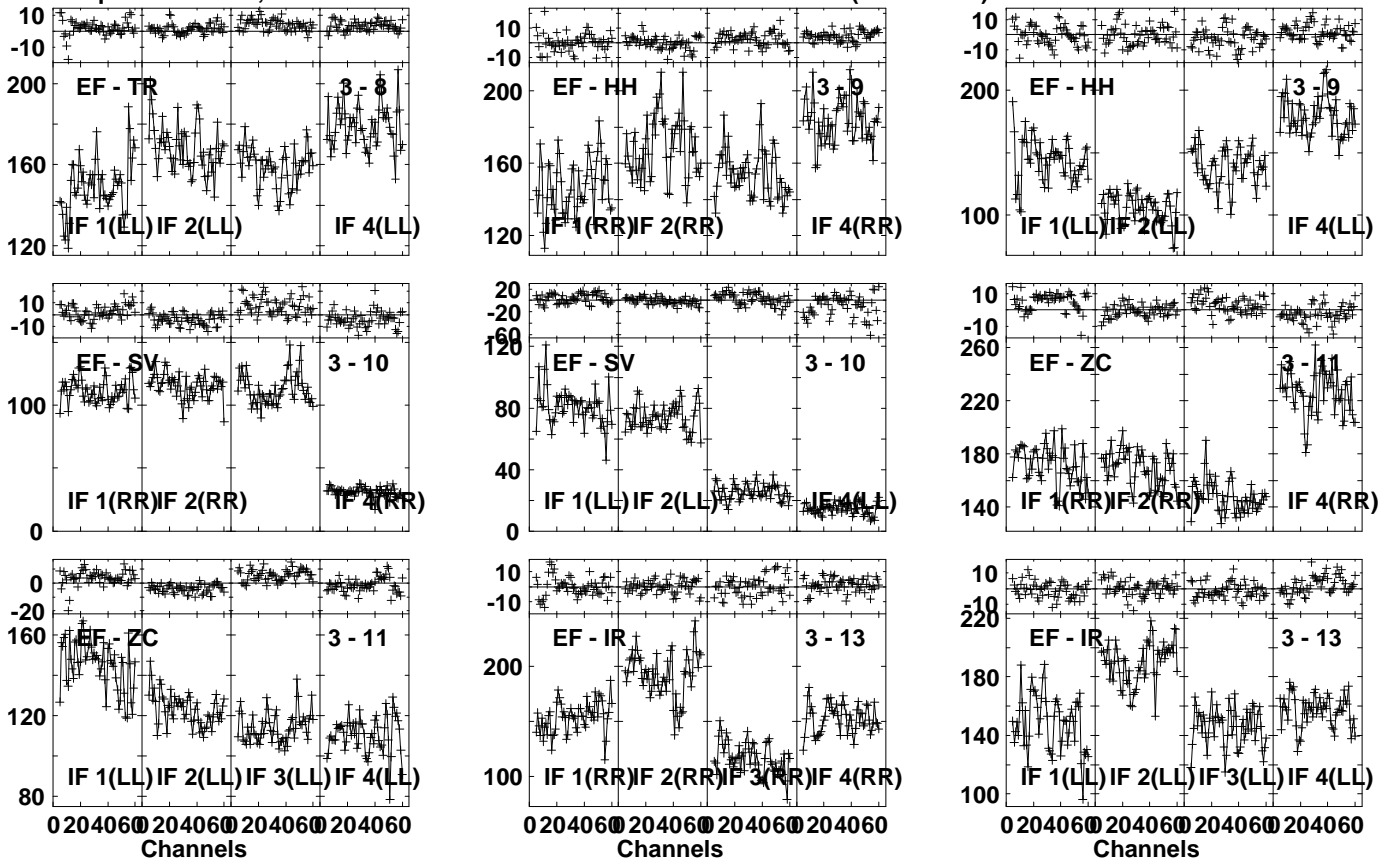 10
-10
200
160
120
EF - TR
3 - 8
IF 1(LL)
IF 2(LL)
IF 4(LL)
10
-10
200
160
120
EF - HH
3 - 9
IF 1(RR)
IF 2(RR)
IF 4(RR)
10
-10
200
100
EF - HH
3 - 9
IF 1(LL)
IF 2(LL)
IF 4(LL)
10
-10
100
0
EF - SV
3 - 10
IF 1(RR)
IF 2(RR)
IF 4(RR)
20
-20
-60
120
80
40
0
EF - SV
3 - 10
IF 1(LL)
IF 2(LL)
IF 4(LL)
10
-10
260
220
180
140
EF - ZC
3 - 11
IF 1(RR)
IF 2(RR)
IF 4(RR)
0
-20
160
120
80
EF - ZC
3 - 11
IF 1(LL)
IF 2(LL)
IF 3(LL)
IF 4(LL)
0 20 40 60 0 20 40 60 0 20 40 60 0 20 40 60
Channels
10
-10
200
100
EF - IR
3 - 13
IF 1(RR)
IF 2(RR)
IF 3(RR)
IF 4(RR)
0 20 40 60 0 20 40 60 0 20 40 60 0 20 40 60
Channels
10
-10
220
180
140
100
EF - IR
3 - 13
IF 1(LL)
IF 2(LL)
IF 3(LL)
IF 4(LL)
0 20 40 60 0 20 40 60 0 20 40 60 0 20 40 60
Channels